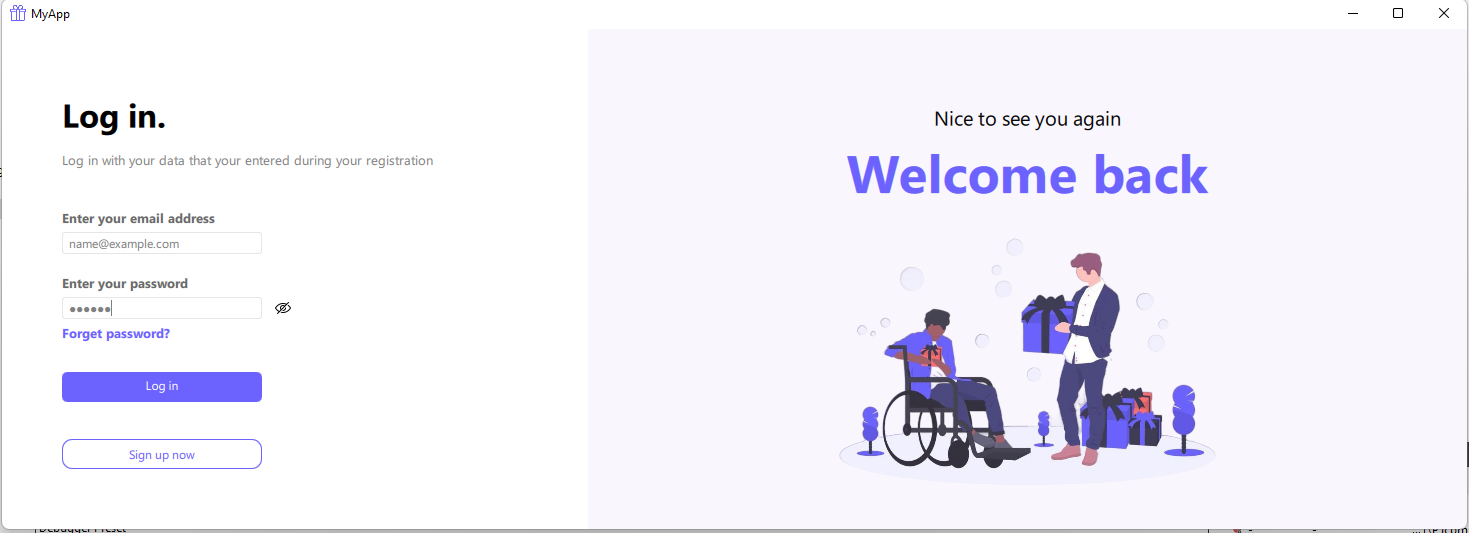 MyApp
Log in.
Log in with your data that your entered during your registration
Enter your email address
name@example.com
Enter your password
••••••
Forget password?
Log in
Sign up now
Nice to see you again
Welcome back